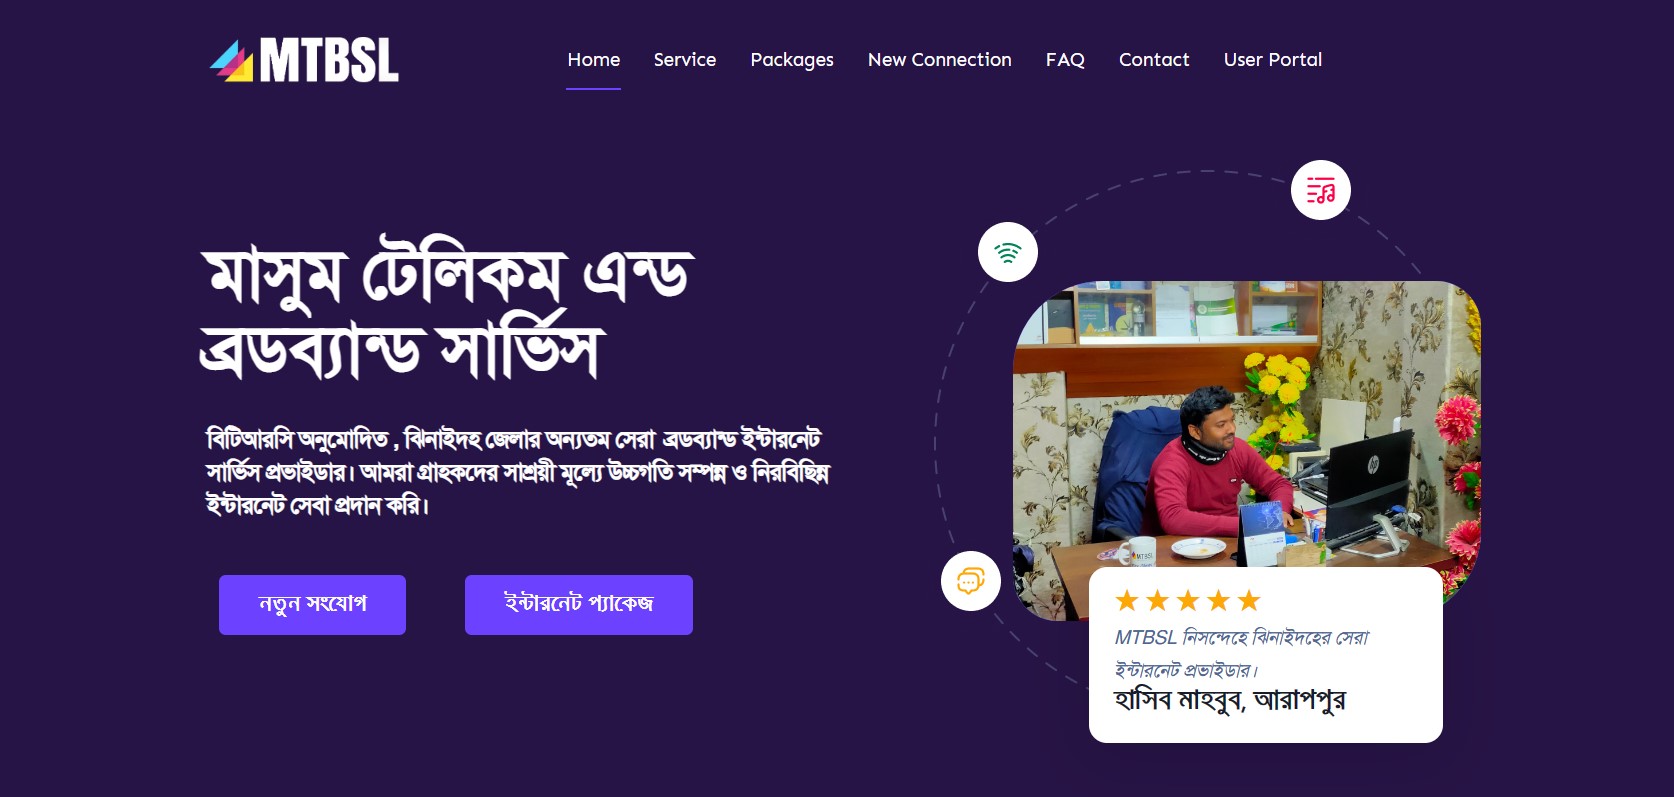 MTBSL
Home Service Packages New Connection FAQ Contact User Portal
মাসুম টেলিকম এন্ড
ব্রডব্যান্ড সার্ভিস
বিটিআরসি অনুমোদিত , ঝিনাইদহ জেলার অন্যতম সেরা ব্রডব্যান্ড ইন্টারনেট
সার্ভিস প্রভাইডার। আমরা গ্রাহকদের সাশ্রয়ী মূল্যে উচ্চগতি সম্পন্ন ও নিরবিছিন্ন
ইন্টারনেট সেবা প্রদান করি।
নতুন সংযোগ ইন্টারনেট প্যাকেজ
hp
MTBSL
MTBSL নিসন্দেহে ঝিনাইদহের সেরা
ইন্টারনেট প্রভাইডার।
হাসিব মাহবুব, আরাপপুর